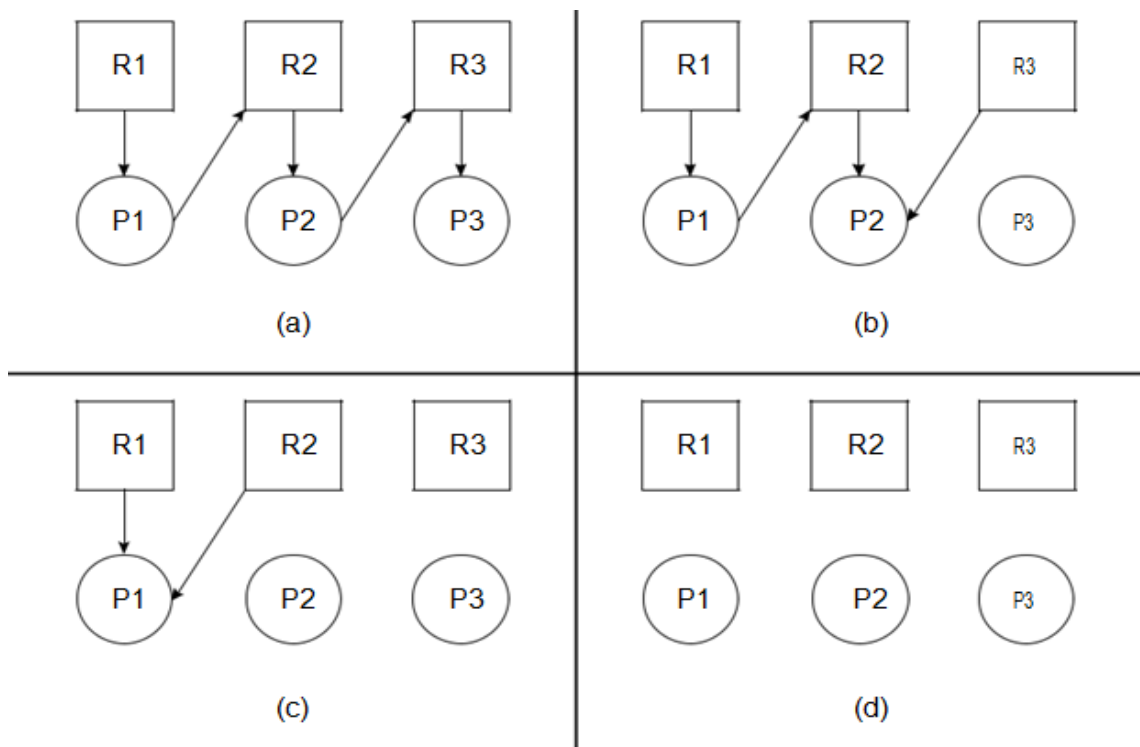 R1 R2 R3
P1 P2 P3
(a)
R1 R2 R3
P1 P2 P3
(b)
R1 R2 R3
P1 P2 P3
(c)
R1 R2 R3
P1 P2 P3
(d)